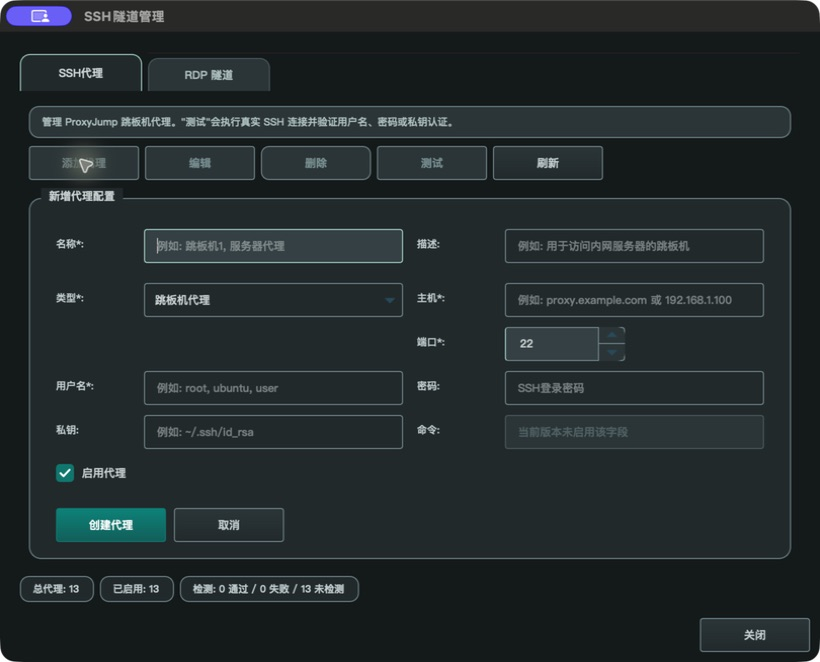 SSH隧道管理
SSH代理
RDP 隧道
管理 ProxyJump 跳板机代理。"测试"会执行真实 SSH 连接并验证用户名、密码或私钥认证。
添加代理
编辑
删除
测试
刷新
新增代理配置
名称*:
例如: 跳板机1, 服务器代理
描述:
例如: 用于访问内网服务器的跳板机
类型*:
跳板机代理
主机*:
例如: proxy.example.com 或 192.168.1.100
端口*:
22
用户名*:
例如: root, ubuntu, user
密码:
SSH登录密码
私钥:
例如: ~/.ssh/id_rsa
命令:
当前版本未启用该字段
启用代理
创建代理
取消
总代理: 13
已启用: 13
检测: 0 通过 / 0 失败 / 13 未检测
关闭